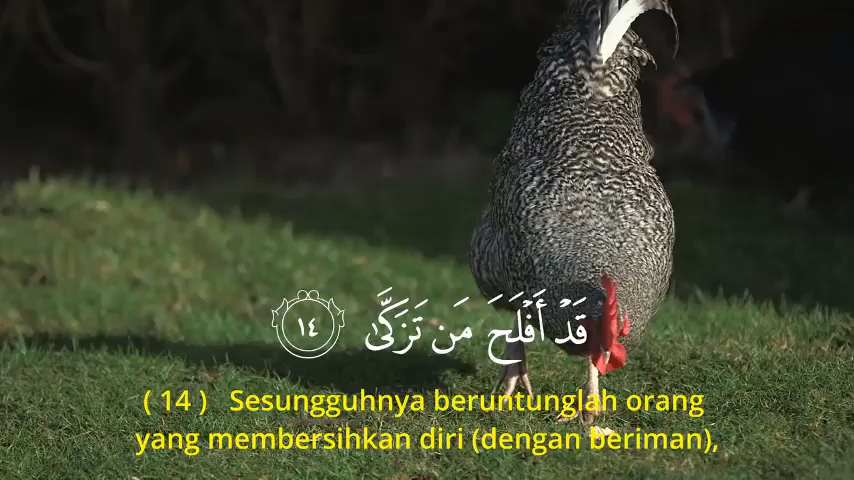 قَدْ أَفْلَحَ مَن تَزَكَّىٰ ١٤
( 14 ) Sesungguhnya beruntunglah orang
yang membersihkan diri (dengan beriman),